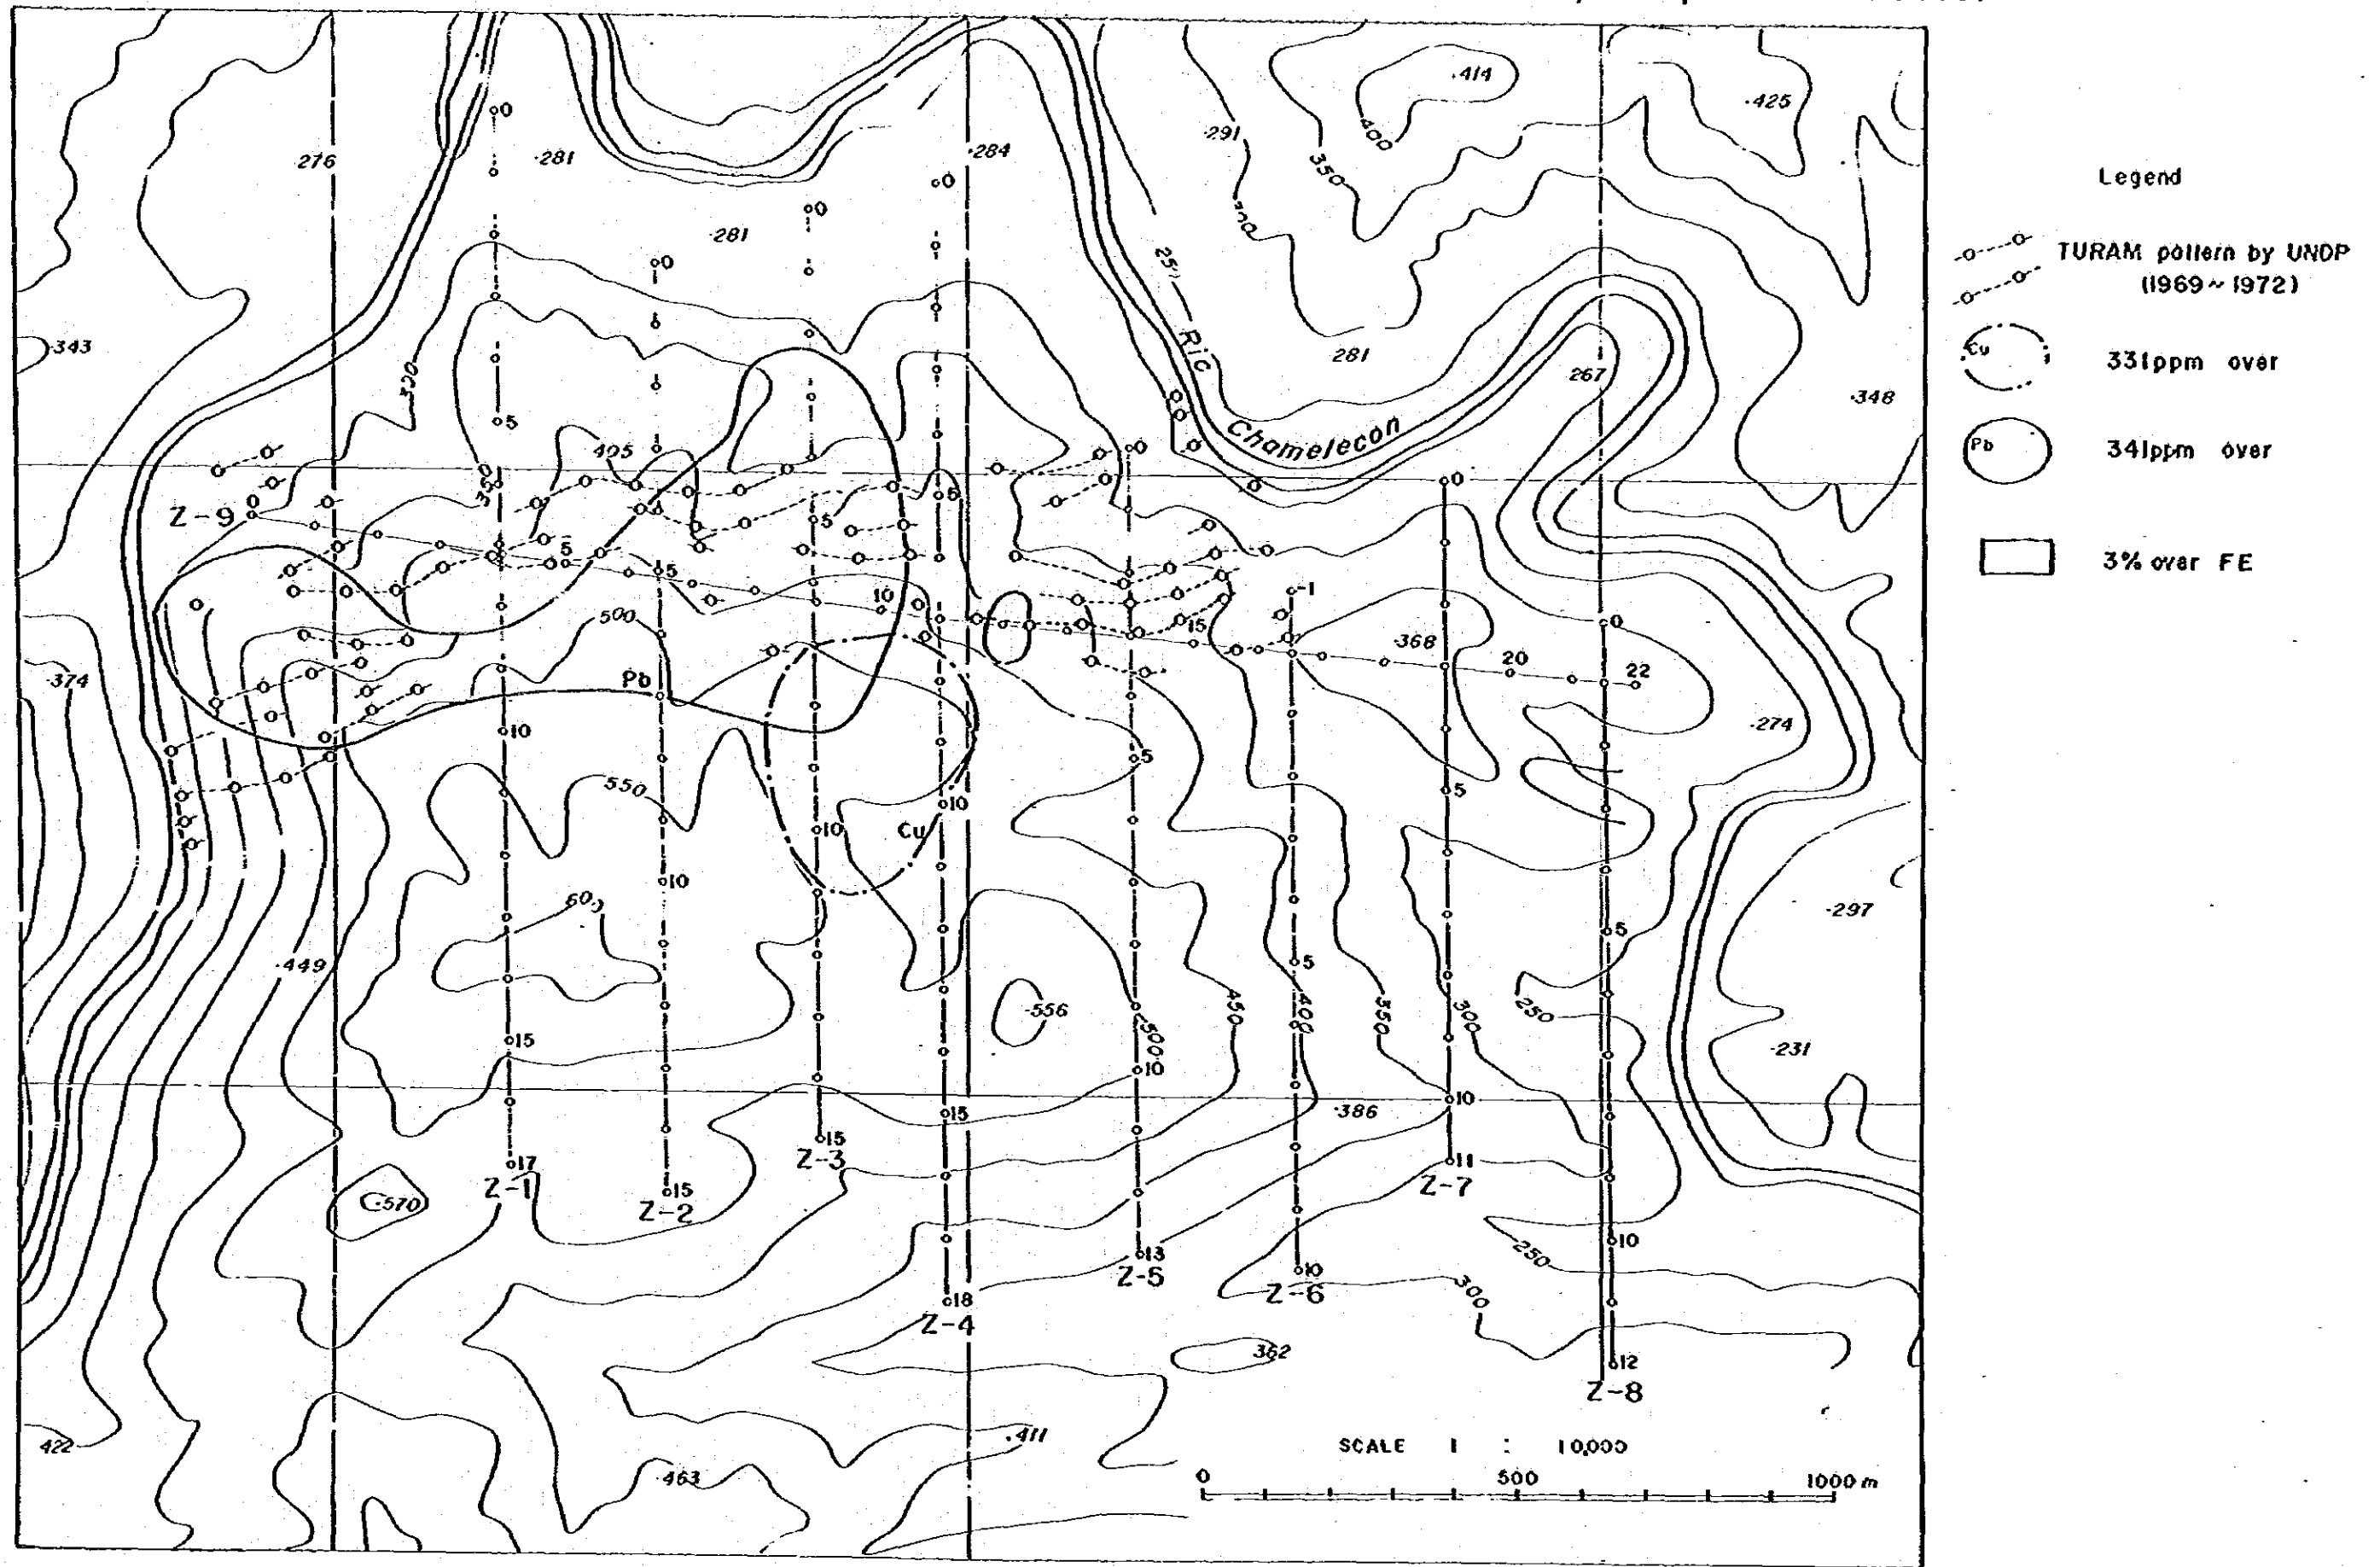 .414
.425
.291
400
350
276
.281
.284
300
.281
Legend
TURAM pattern by UNDP
(1969~1972)
Cu
331ppm over
Pb
341ppm over
3% over FE
Rio
Chamelecon
281
267
.348
.343
405
Z-9
500
.368
.374
Pb
.274
550
Cu
600
.449
.297
.556
450
400
350
300
250
500
.231
.386
.570
Z-1
Z-2
Z-3
Z-4
Z-5
Z-6
Z-7
Z-8
250
300
362
422
.411
.463
SCALE 1 : 10,000
0 500 1000 m